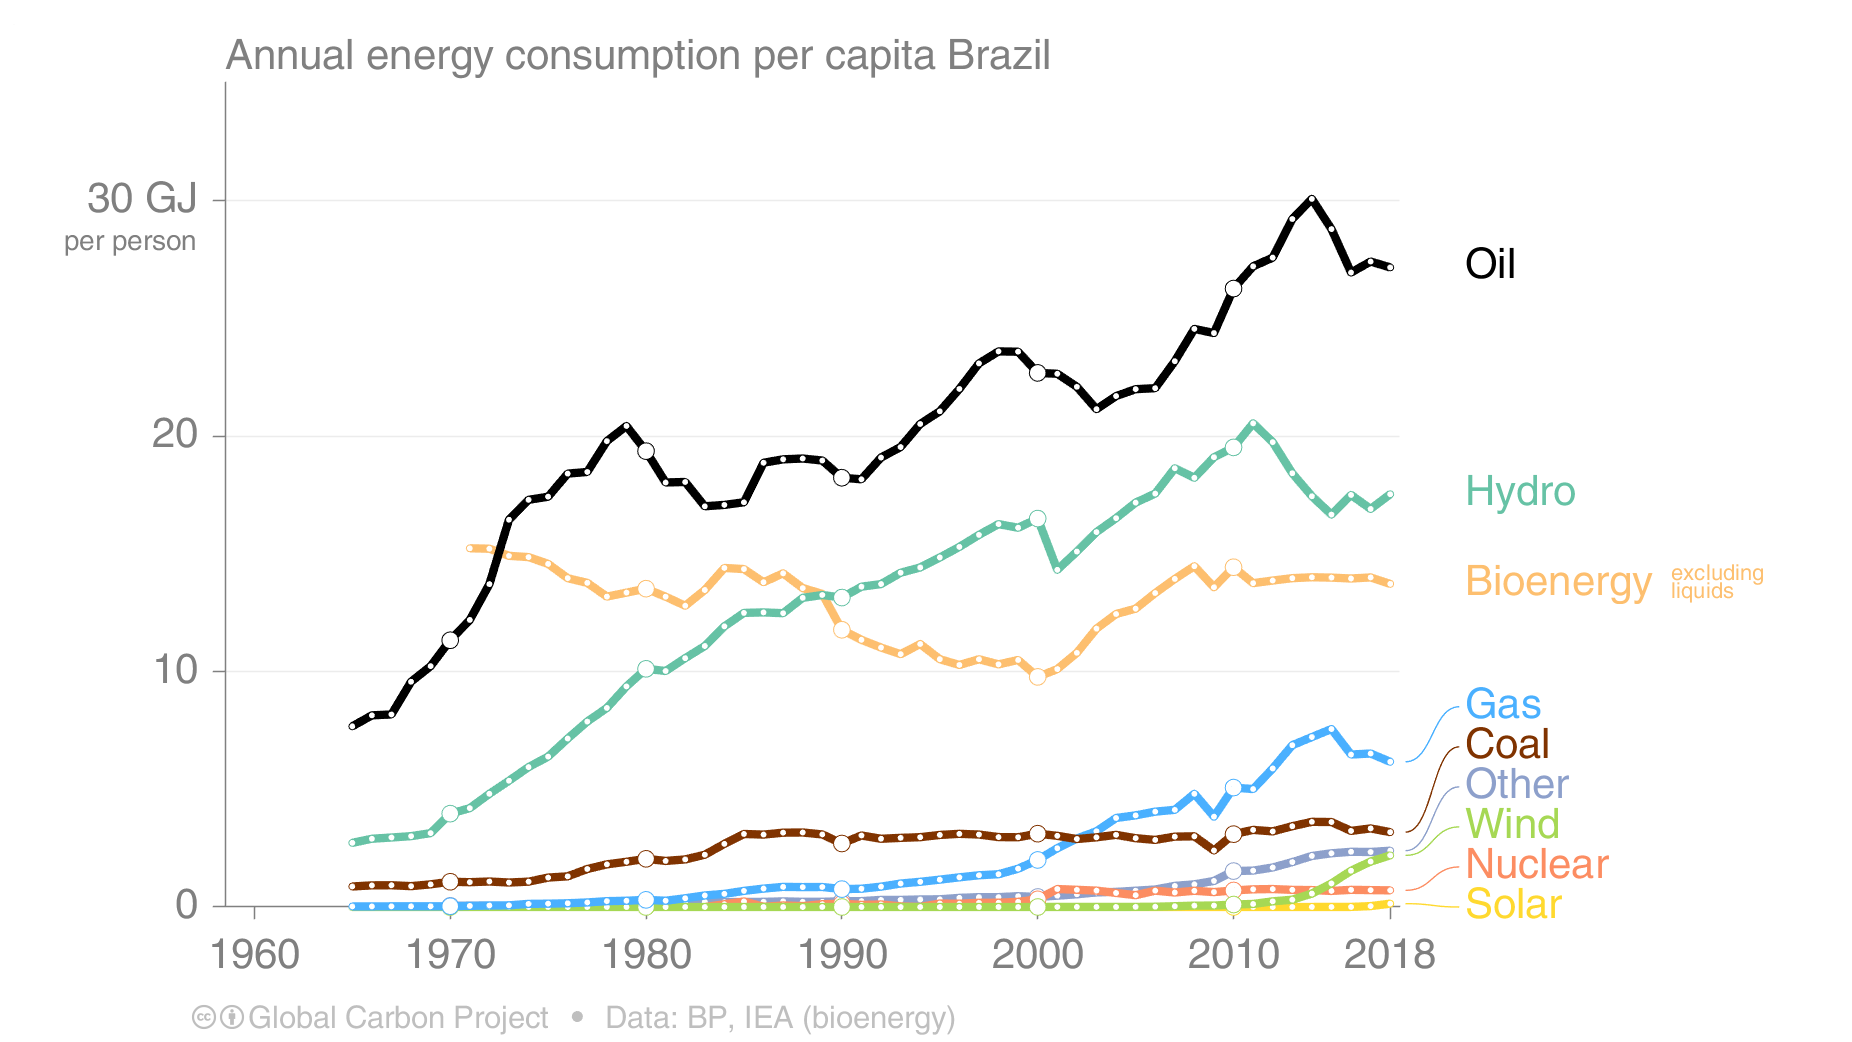 Annual energy consumption per capita Brazil
30 GJ
per person
20
10
0
1960 1970 1980 1990 2000 2010 2018
Oil
Hydro
Bioenergy excluding
liquids
Gas
Coal
Other
Wind
Nuclear
Solar
cc Global Carbon Project • Data: BP, IEA (bioenergy)